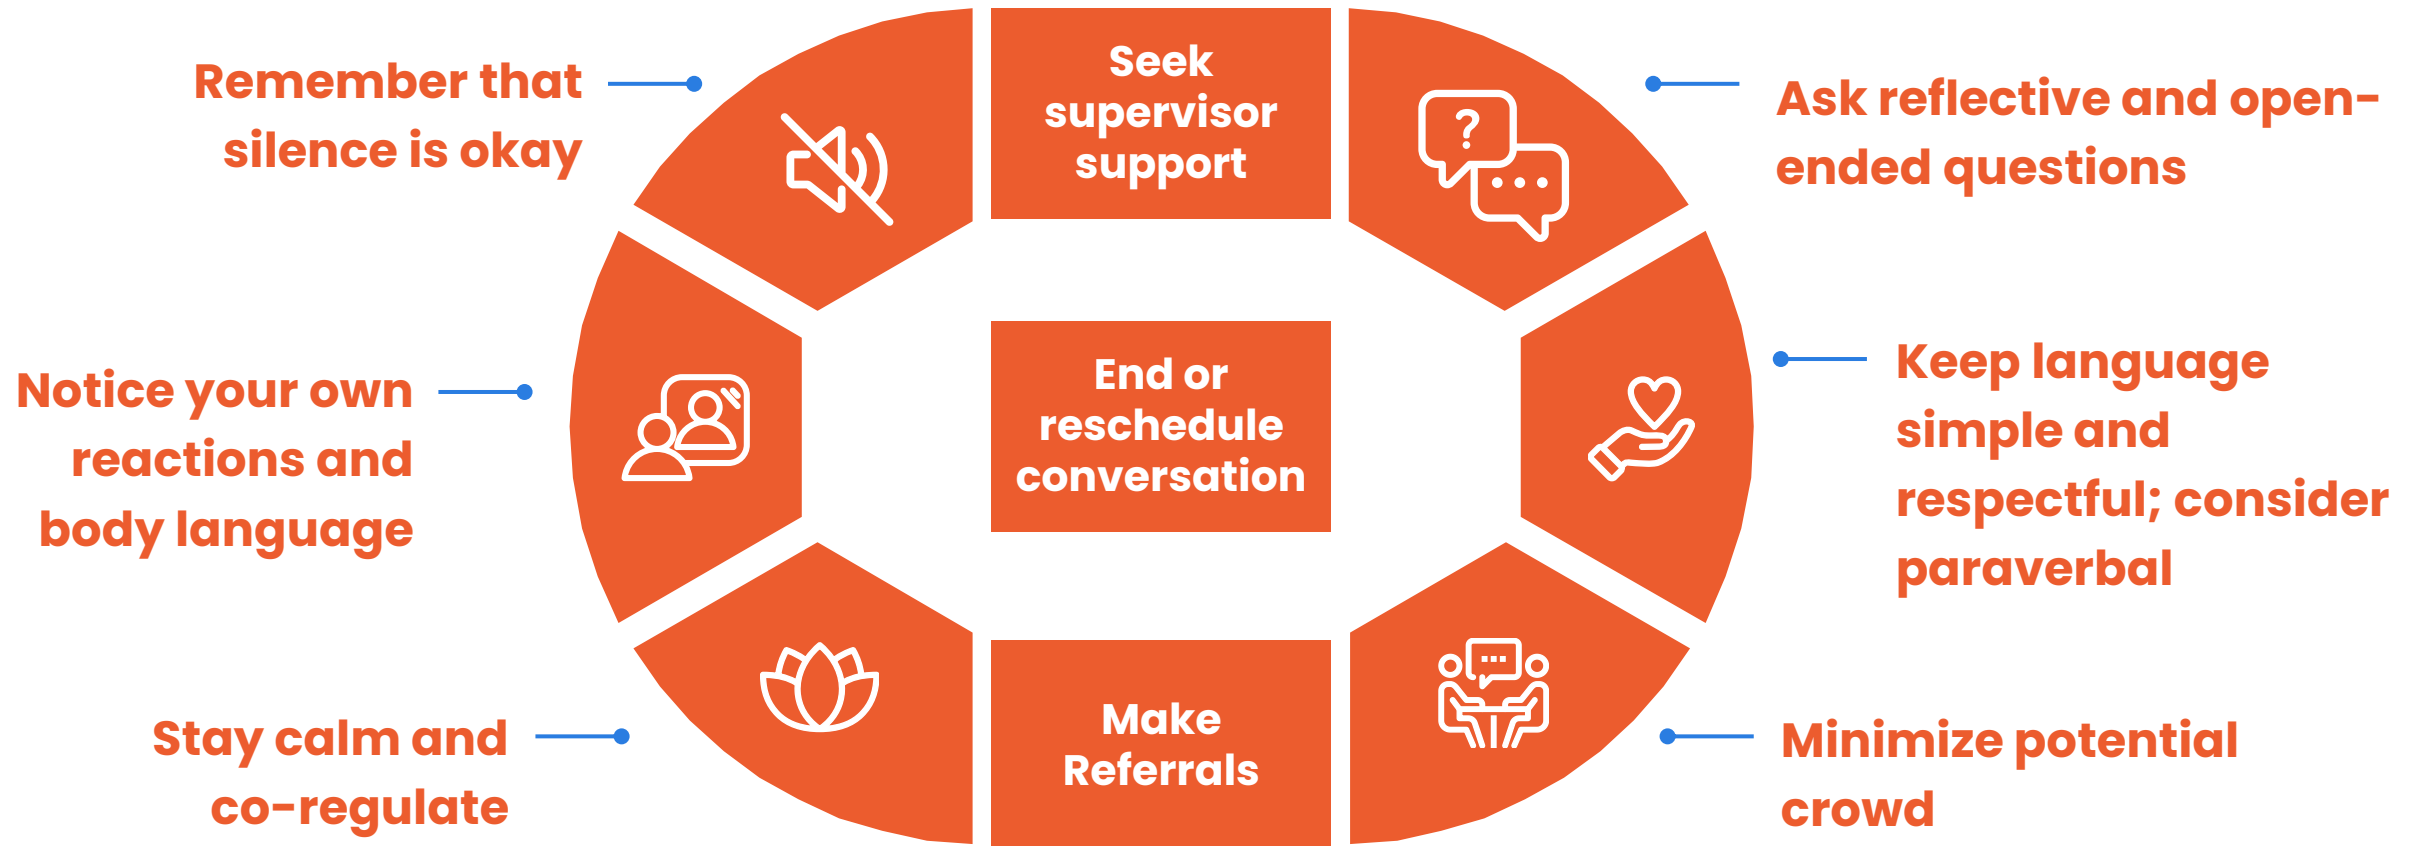 Remember that
silence is okay
Notice your own
reactions and
body language
Stay calm and
co-regulate
Seek
supervisor
support
?
End or
reschedule
conversation
Make
Referrals
Ask reflective and open-
ended questions
Keep language
simple and
respectful; consider
paraverbal
Minimize potential
crowd